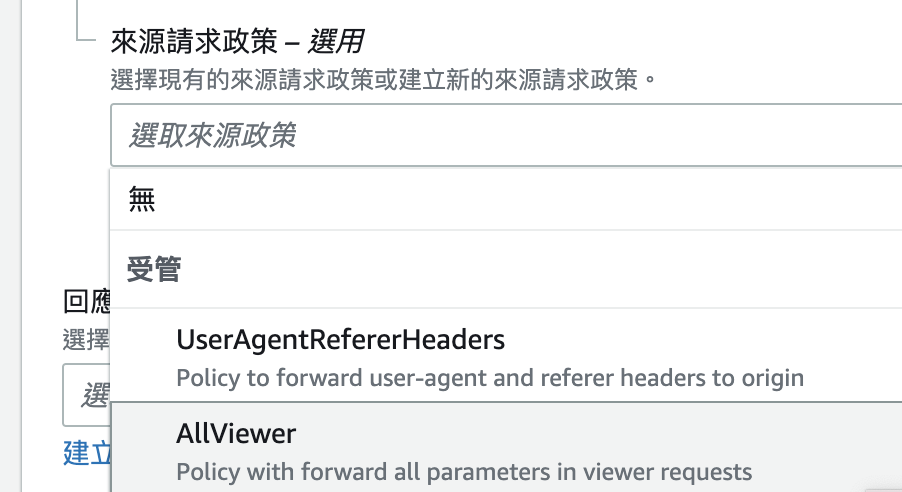 來源請求政策 – 選用
選擇現有的來源請求政策或建立新的來源請求政策。
選取來源政策
無
受管
回應
選擇
UserAgentRefererHeaders
Policy to forward user-agent and referer headers to origin
選
AllViewer
建立
Policy with forward all parameters in viewer requests